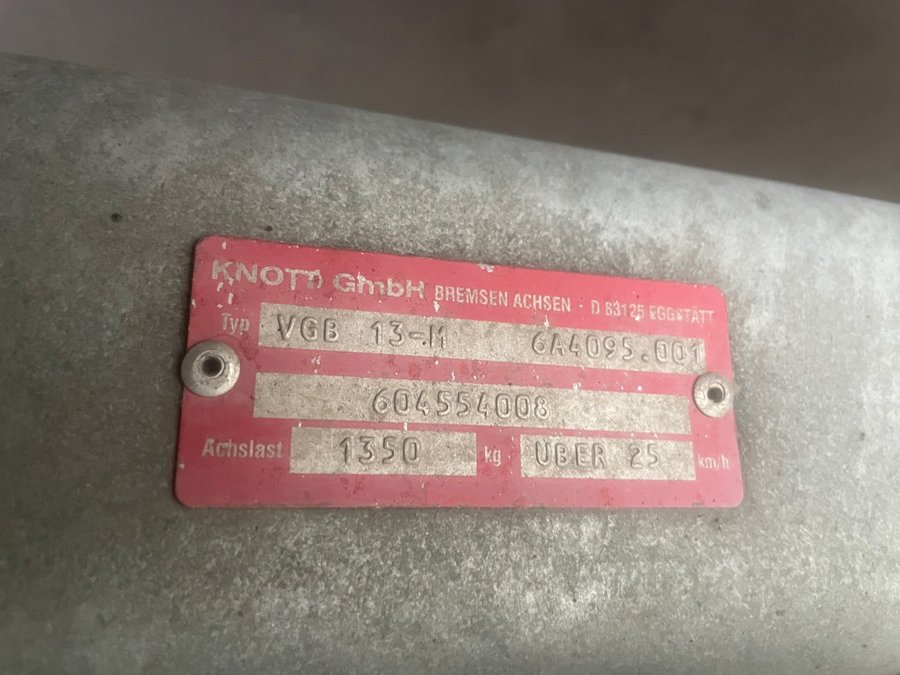 KNOTT GmbH BREMSEN ACHSEN · D 83125 EGGSTÄTT
Typ VGB 13-M 6A4095.001
604554008
Achslast 1350 kg ÜBER 25 km/h